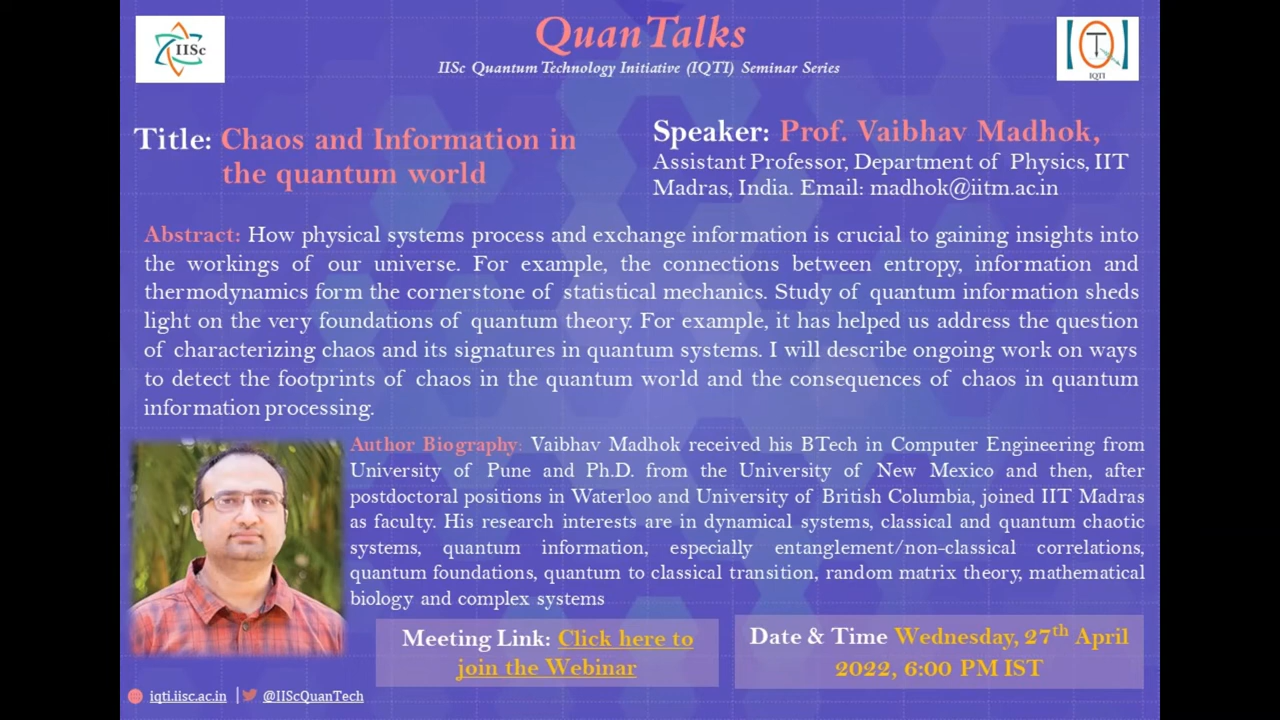 IISc
QuanTalks
IISc Quantum Technology Initiative (IQTI) Seminar Series
IQTI
Title: Chaos and Information in
the quantum world
Speaker: Prof. Vaibhav Madhok,
Assistant Professor, Department of Physics, IIT
Madras, India. Email: madhok@iitm.ac.in
Abstract: How physical systems process and exchange information is crucial to gaining insights into
the workings of our universe. For example, the connections between entropy, information and
thermodynamics form the cornerstone of statistical mechanics. Study of quantum information sheds
light on the very foundations of quantum theory. For example, it has helped us address the question
of characterizing chaos and its signatures in quantum systems. I will describe ongoing work on ways
to detect the footprints of chaos in the quantum world and the consequences of chaos in quantum
information processing.
Author Biography: Vaibhav Madhok received his BTech in Computer Engineering from
University of Pune and Ph.D. from the University of New Mexico and then, after
postdoctoral positions in Waterloo and University of British Columbia, joined IIT Madras
as faculty. His research interests are in dynamical systems, classical and quantum chaotic
systems, quantum information, especially entanglement/non-classical correlations,
quantum foundations, quantum to classical transition, random matrix theory, mathematical
biology and complex systems
Meeting Link: Click here to
join the Webinar
Date & Time Wednesday, 27th April
2022, 6:00 PM IST
iqti.iisc.ac.in | @IIScQuanTech